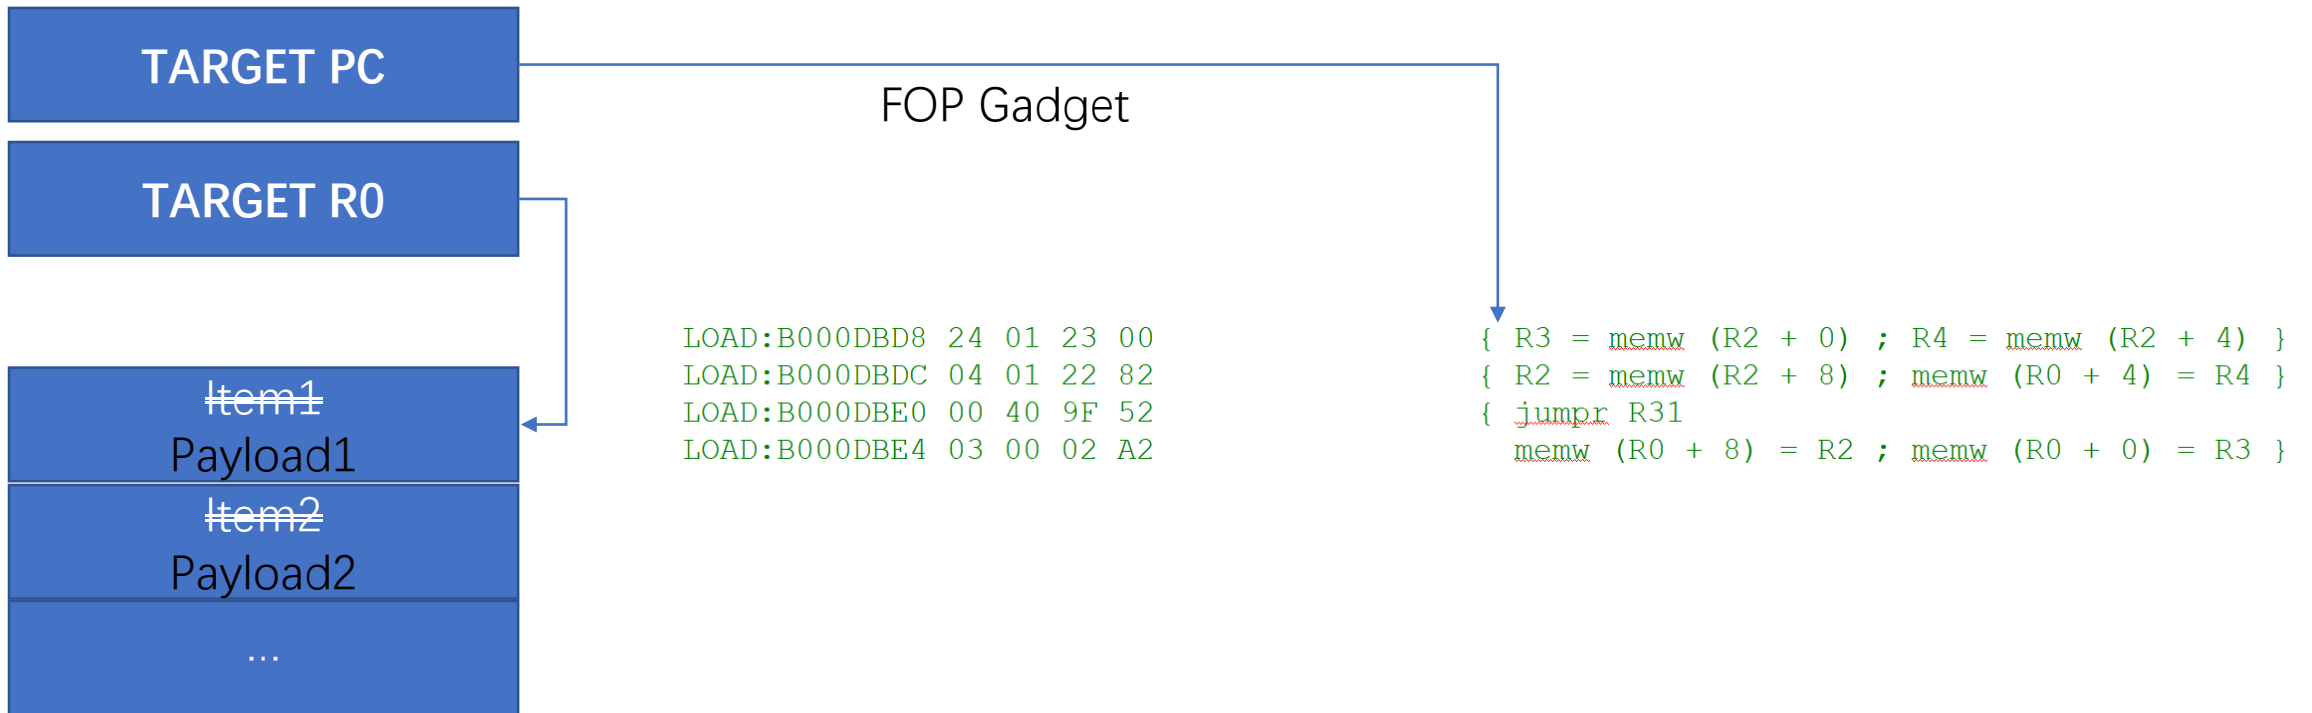 TARGET PC
FOP Gadget
TARGET R0
LOAD:B000DBD8 24 01 23 00 { R3 = memw (R2 + 0) ; R4 = memw (R2 + 4) }
LOAD:B000DBDC 04 01 22 82 { R2 = memw (R2 + 8) ; memw (R0 + 4) = R4 }
LOAD:B000DBE0 00 40 9F 52 { jumpr R31
LOAD:B000DBE4 03 00 02 A2 memw (R0 + 8) = R2 ; memw (R0 + 0) = R3 }
Item1
Payload1
Item2
Payload2
...